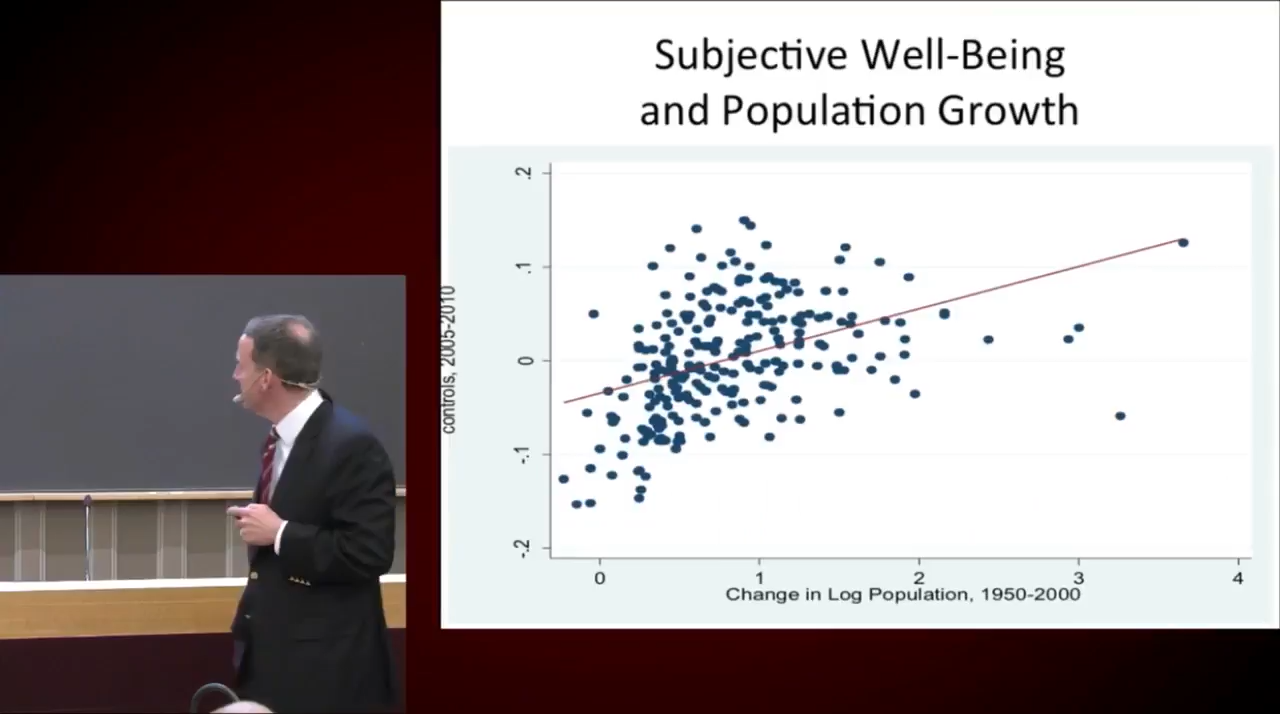 Subjective Well-Being
and Population Growth
.2
.1
0
-.1
-.2
controls, 2005-2010
0 1 2 3 4
Change in Log Population, 1950-2000